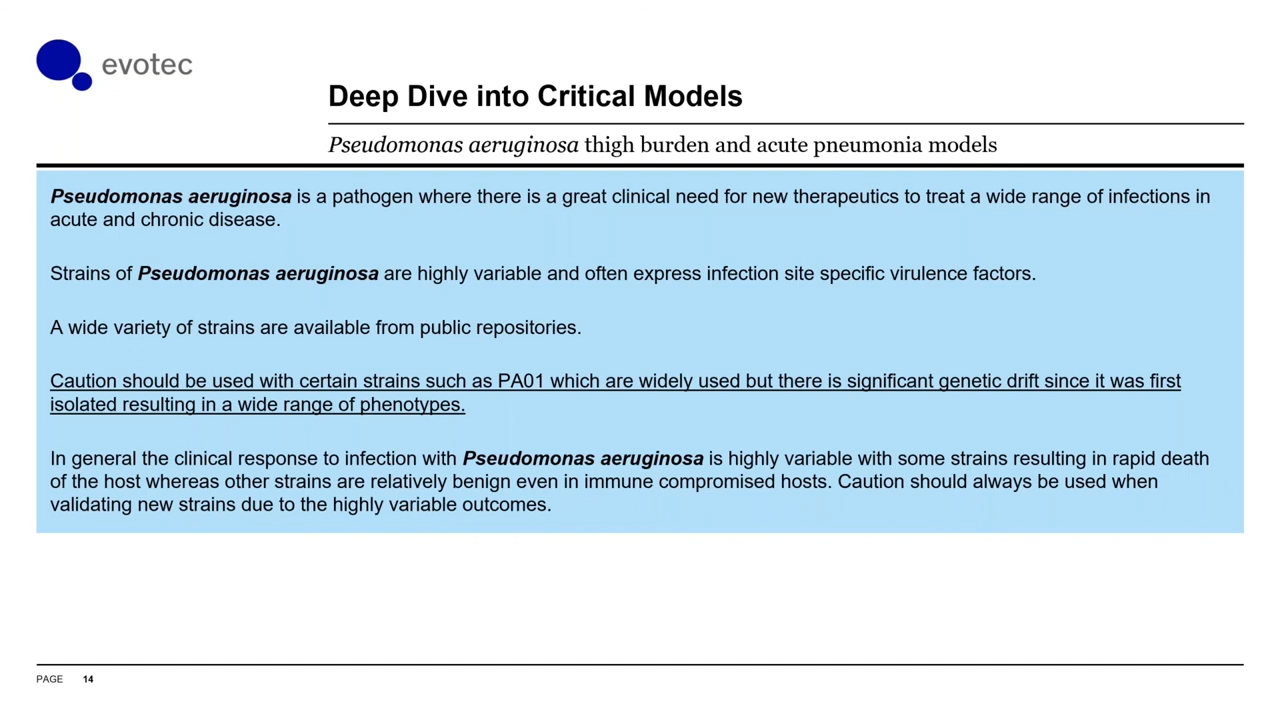 evotec
Deep Dive into Critical Models
Pseudomonas aeruginosa thigh burden and acute pneumonia models
Pseudomonas aeruginosa is a pathogen where there is a great clinical need for new therapeutics to treat a wide range of infections in
acute and chronic disease.
Strains of Pseudomonas aeruginosa are highly variable and often express infection site specific virulence factors.
A wide variety of strains are available from public repositories.
Caution should be used with certain strains such as PA01 which are widely used but there is significant genetic drift since it was first
isolated resulting in a wide range of phenotypes.
In general the clinical response to infection with Pseudomonas aeruginosa is highly variable with some strains resulting in rapid death
of the host whereas other strains are relatively benign even in immune compromised hosts. Caution should always be used when
validating new strains due to the highly variable outcomes.
PAGE 14